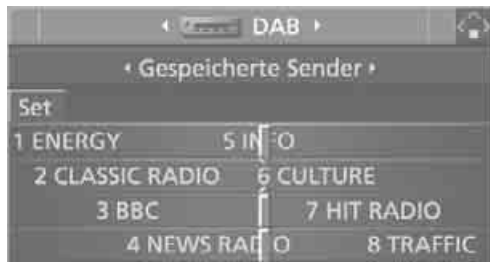 DAB
Gespeicherte Sender
Set
1 ENERGY 5 INFO
2 CLASSIC RADIO 6 CULTURE
3 BBC 7 HIT RADIO
4 NEWS RADIO 8 TRAFFIC